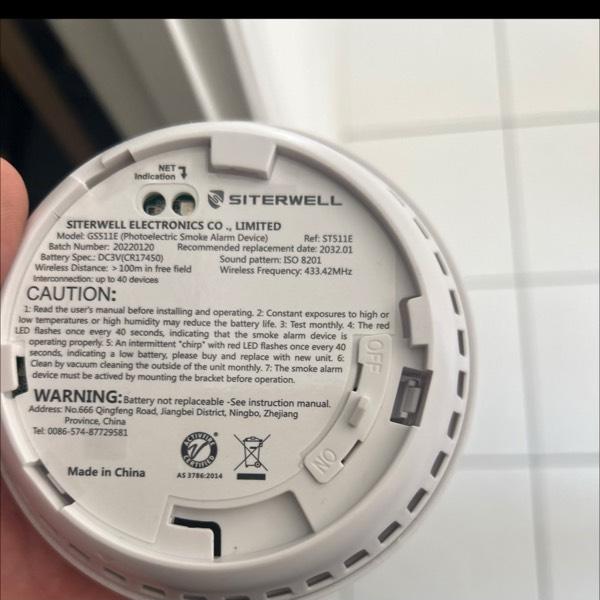 NET
Indication
SITERWELL
SITERWELL ELECTRONICS CO ., LIMITED
Model: GS511E (Photoelectric Smoke Alarm Device) Ref: ST511E
Batch Number: 20220120 Recommended replacement date: 2032.01
Battery Spec.: DC3V(CR17450) Sound pattern: ISO 8201
Wireless Distance: > 100m in free field Wireless Frequency: 433.42MHz
Interconnection: up to 40 devices
CAUTION:
1: Read the user's manual before installing and operating. 2: Constant exposures to high or
low temperatures or high humidity may reduce the battery life. 3: Test monthly. 4: The red
LED flashes once every 40 seconds, indicating that the smoke alarm device is
operating properly. 5: An intermittent "chirp" with red LED flashes once every 40
seconds, indicating a low battery, please buy and replace with new unit. 6:
Clean by vacuum cleaning the outside of the unit monthly. 7: The smoke alarm
device must be actived by mounting the bracket before operation.
OFF
WARNING: Battery not replaceable -See instruction manual.
Address: No.666 Qingfeng Road, Jiangbei District, Ningbo, Zhejiang
Province, China
Tel: 0086-574-87729581
ON
Made in China
ACTIVFIRE
CERTIFIED
AS 3786:2014